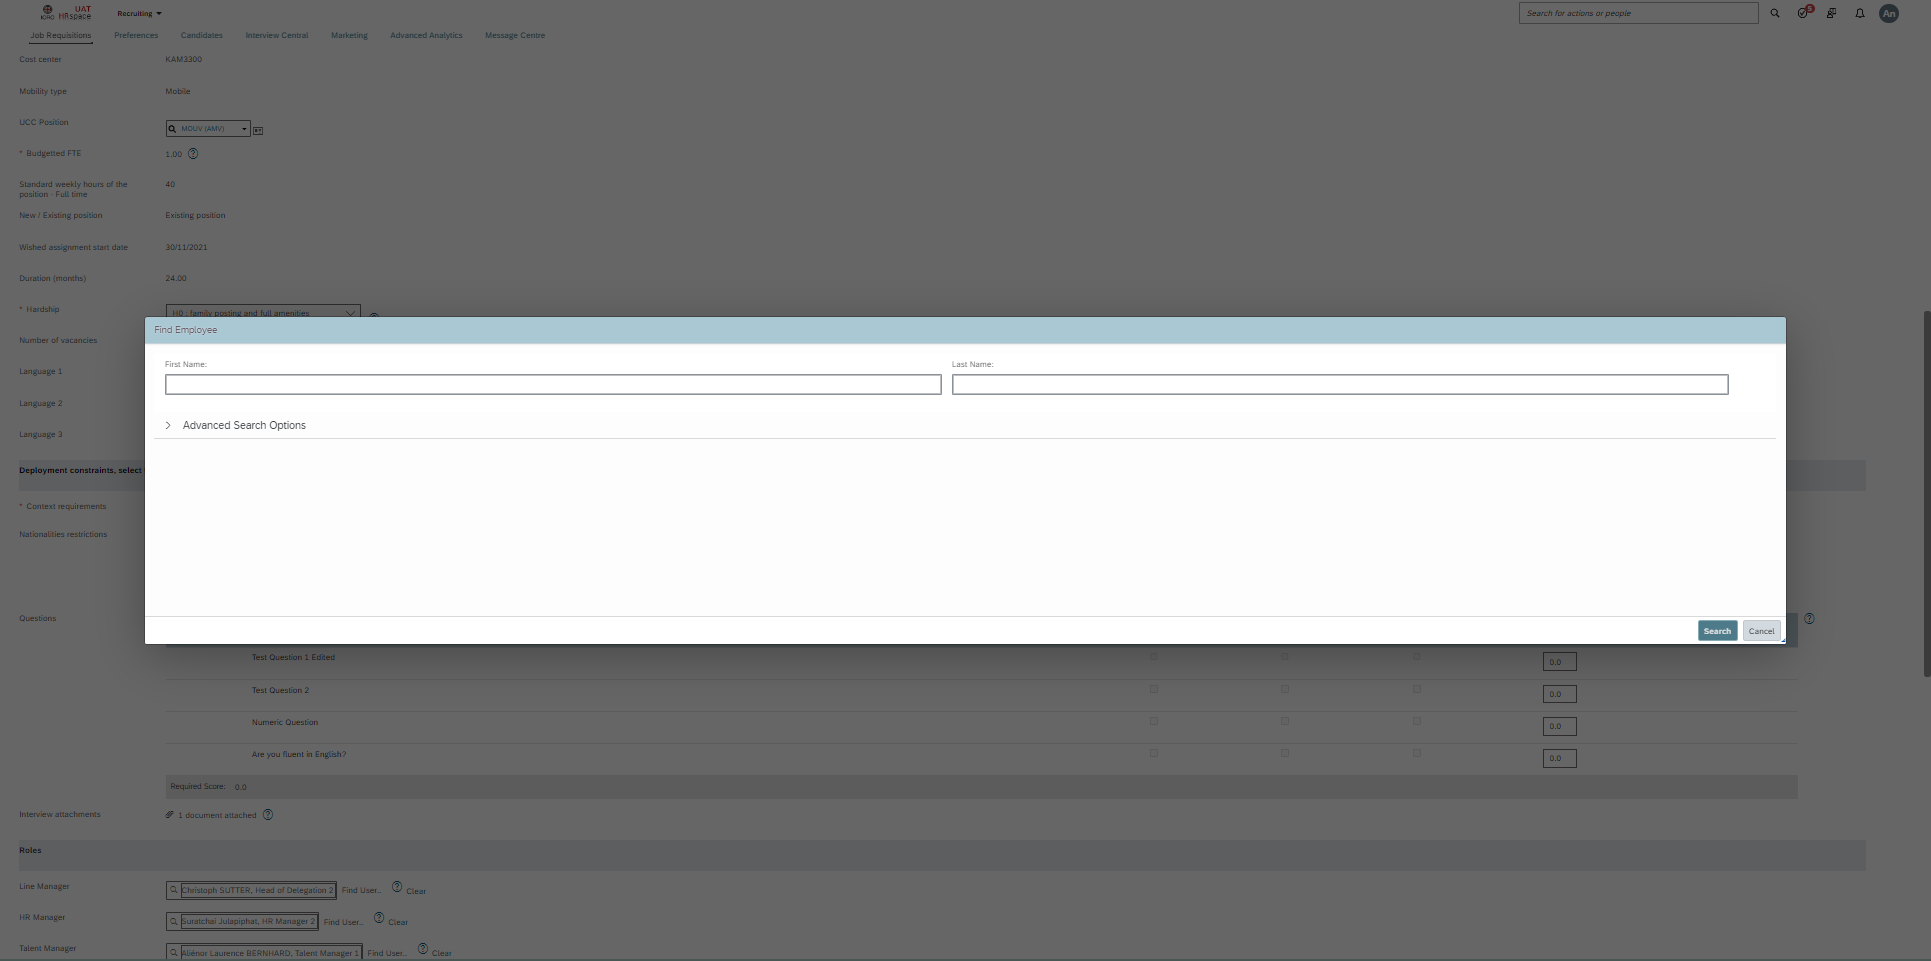 UAT
ICRC HRspace
Recruiting
Search for actions or people
5
An
Job Requisitions Preferences Candidates Interview Central Marketing Advanced Analytics Message Centre
Cost center KAM3300
Mobility type Mobile
UCC Position MOUV (AMV)
* Budgetted FTE 1.00 ?
Standard weekly hours of the 40
position - Full time
New / Existing position Existing position
Wished assignment start date 30/11/2021
Duration (months) 24.00
* Hardship H0 : family posting and full amenities
Find Employee
Number of vacancies
First Name: Last Name:
Language 1
Language 2
Advanced Search Options
Language 3
Deployment constraints, select
* Context requirements
Nationalities restrictions
Questions ?
Search Cancel
Test Question 1 Edited 0.0
Test Question 2 0.0
Numeric Question 0.0
Are you fluent in English? 0.0
Required Score: 0.0
Interview attachments 1 document attached ?
Roles
Line Manager Christoph SUTTER, Head of Delegation 2 Find User... ? Clear
HR Manager Suratchai Julapiphat, HR Manager 2 Find User... ? Clear
Talent Manager Aliénor Laurence BERNHARD, Talent Manager 1 Find User... ? Clear